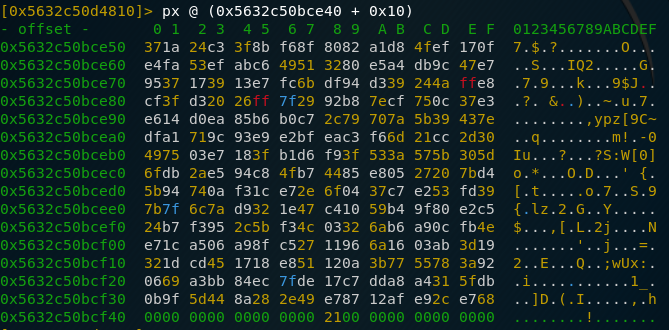 [0x5632c50d4810]> px @ (0x5632c50bce40 + 0x10)
- offset -       0 1  2 3  4 5  6 7  8 9  A B  C D  E F  0123456789ABCDEF
0x5632c50bce50  371a 24c3 3f8b f68f 8082 a1d8 4fef 170f  7.$.?.......O...
0x5632c50bce60  e4fa 53ef abc6 4951 3280 e5a4 db9c 47e7  ..S...IQ2.....G.
0x5632c50bce70  9537 1739 13e7 fc6b df94 d339 244a ffe8  .7.9...k...9$J..
0x5632c50bce80  cf3f d320 26ff 7f29 92b8 7ecf 750c 37e3  .?. &..)..~.u.7.
0x5632c50bce90  e614 d0ea 85b6 b0c7 2c79 707a 5b39 437e  ........,ypz[9C~
0x5632c50bcea0  dfa1 719c 93e9 e2bf eac3 f66d 21cc 2d30  ..q........m!.-0
0x5632c50bceb0  4975 03e7 183f b1d6 f93f 533a 575b 305d  Iu...?...?S:W[0]
0x5632c50bcec0  6fdb 2ae5 94c8 4fb7 4485 e805 2720 7bd4  o.*...O.D...' {.
0x5632c50bced0  5b94 740a f31c e72e 6f04 37c7 e253 fd39  [.t.....o.7..S.9
0x5632c50bcee0  7b7f 6c7a d932 1e47 c410 59b4 9f80 e2c5  {.lz.2.G..Y.....
0x5632c50bcef0  24b7 f395 2c5b f34c 0332 6ab6 a90c fb4e  $...,[.L.2j....N
0x5632c50bcf00  e71c a506 a98f c527 1196 6a16 03ab 3d19  .......'..j...=.
0x5632c50bcf10  321d cd45 1718 e851 120a 3b77 5578 3a92  2..E...Q..;wUx:.
0x5632c50bcf20  0669 a3bb 84ec 7fde 17c7 dda8 a431 5fdb  .i...........1_.
0x5632c50bcf30  0b9f 5d44 8a28 2e49 e787 12af e92c e768  ..]D.(.I.....,.h
0x5632c50bcf40  0000 0000 0000 0000 2100 0000 0000 0000  ........!.......